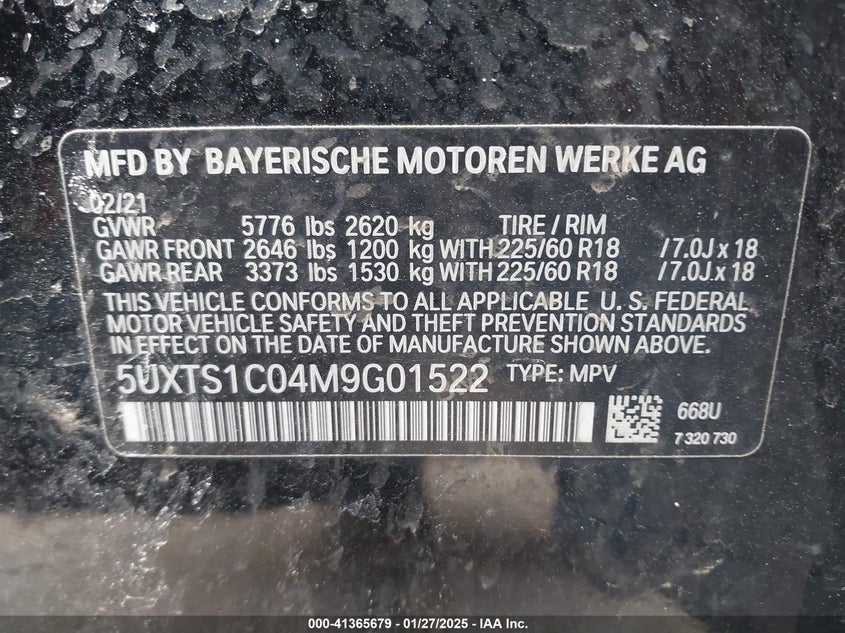 MFD BY BAYERISCHE MOTOREN WERKE AG
02/21
GVWR 5776 lbs 2620 kg TIRE / RIM
GAWR FRONT 2646 lbs 1200 kg WITH 225/60 R18 / 7.0J x 18
GAWR REAR 3373 lbs 1530 kg WITH 225/60 R18 / 7.0J x 18
THIS VEHICLE CONFORMS TO ALL APPLICABLE U. S. FEDERAL
MOTOR VEHICLE SAFETY AND THEFT PREVENTION STANDARDS
IN EFFECT ON THE DATE OF MANUFACTURE SHOWN ABOVE.
5UXTS1C04M9G01522 TYPE: MPV
668U
7 320 730
000-41365679 / 01/27/2025 - IAA Inc.